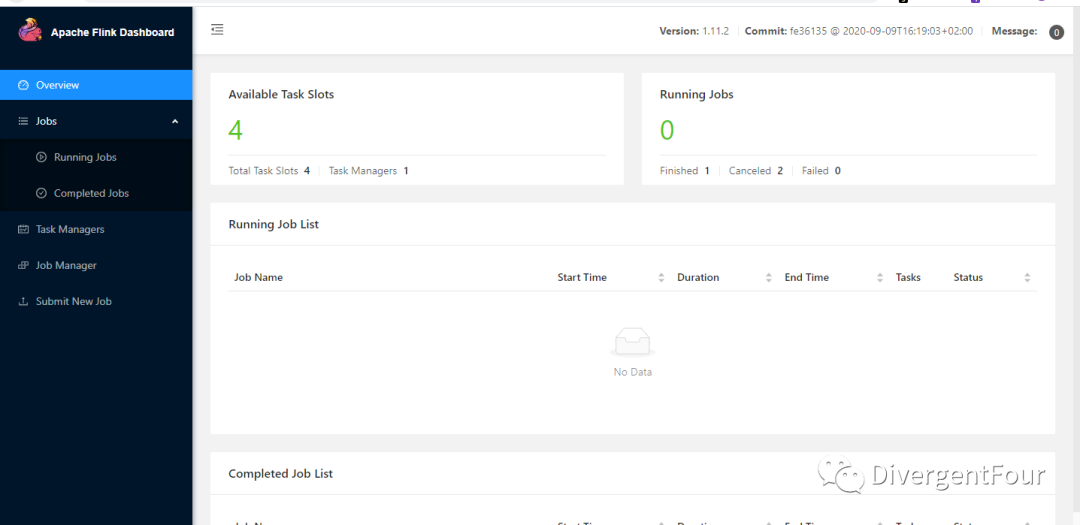 Apache Flink Dashboard
Version: 1.11.2 Commit: fe36135 @ 2020-09-09T16:19:03+02:00 Message: 0
Overview
Jobs
Running Jobs
Completed Jobs
Task Managers
Job Manager
Submit New Job
Available Task Slots
4
Total Task Slots 4 Task Managers 1
Running Jobs
0
Finished 1 Canceled 2 Failed 0
Running Job List
Job Name Start Time Duration End Time Tasks Status
No Data
Completed Job List
DivergentFour